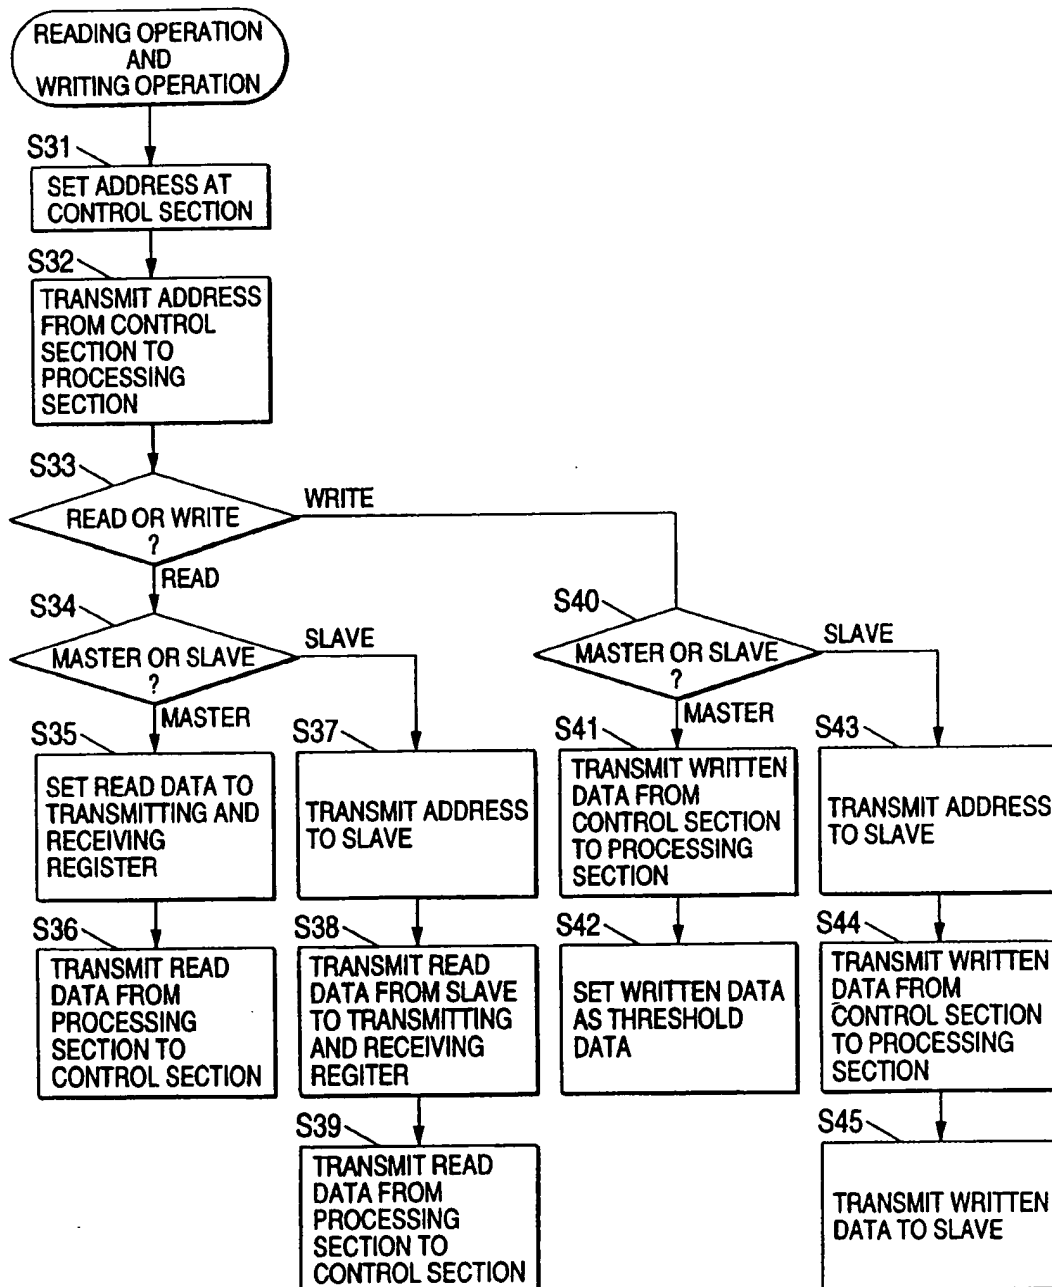 READING OPERATION
AND
WRITING OPERATION
S31
SET ADDRESS AT
CONTROL SECTION
S32
TRANSMIT ADDRESS
FROM CONTROL
SECTION TO
PROCESSING
SECTION
S33
READ OR WRITE
?
WRITE
READ
S34
MASTER OR SLAVE
?
SLAVE
MASTER
S40
MASTER OR SLAVE
?
SLAVE
MASTER
S35
SET READ DATA TO
TRANSMITTING AND
RECEIVING
REGISTER
S37
TRANSMIT ADDRESS
TO SLAVE
S41
TRANSMIT WRITTEN
DATA FROM
CONTROL SECTION
TO PROCESSING
SECTION
S43
TRANSMIT ADDRESS
TO SLAVE
S36
TRANSMIT READ
DATA FROM
PROCESSING
SECTION TO
CONTROL SECTION
S38
TRANSMIT READ
DATA FROM SLAVE
TO TRANSMITTING
AND RECEIVING
REGITER
S42
SET WRITTEN DATA
AS THRESHOLD
DATA
S44
TRANSMIT WRITTEN
DATA FROM
CONTROL SECTION
TO PROCESSING
SECTION
S39
TRANSMIT READ
DATA FROM
PROCESSING
SECTION TO
CONTROL SECTION
S45
TRANSMIT WRITTEN
DATA TO SLAVE